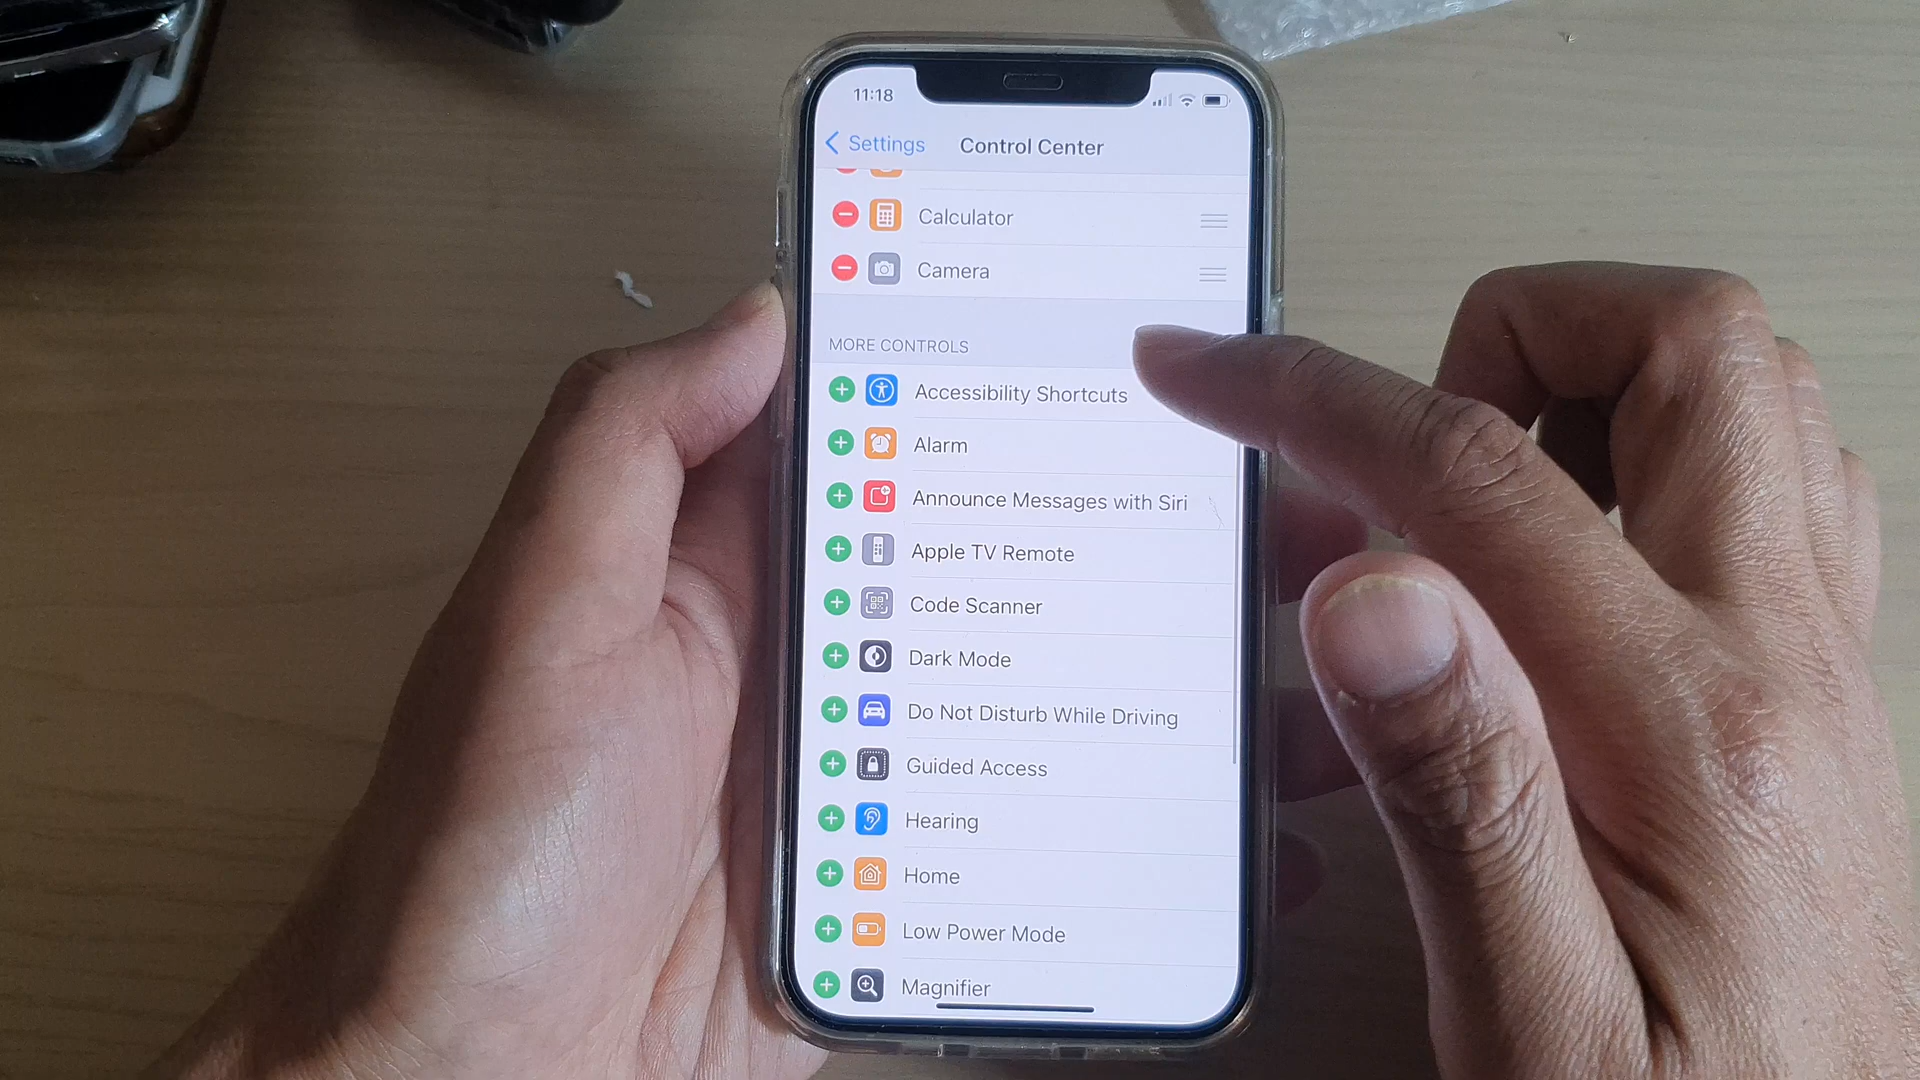 11:18
Settings
Control Center
Calculator
Camera
MORE CONTROLS
Accessibility Shortcuts
Alarm
Announce Messages with Siri
Apple TV Remote
Code Scanner
Dark Mode
Do Not Disturb While Driving
Guided Access
Hearing
Home
Low Power Mode
Magnifier